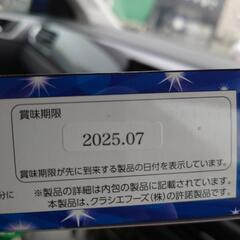 賞味期限
2025.07
賞味期限が先に到来する製品の日付を表示しています。
分に
※製品の詳細は内包の製品に記載されています。
本製品は、クラシエフーズ(株)の許諾製品です。